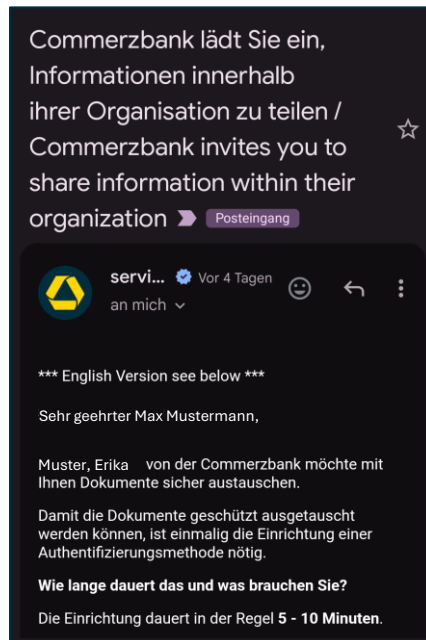 Commerzbank lädt Sie ein,
Informationen innerhalb
ihrer Organisation zu teilen /
Commerzbank invites you to
share information within their
organization Posteingang
servi... Vor 4 Tagen
an mich
*** English Version see below ***
Sehr geehrter Max Mustermann,
Muster, Erika von der Commerzbank möchte mit
Ihnen Dokumente sicher austauschen.
Damit die Dokumente geschützt ausgetauscht
werden können, ist einmalig die Einrichtung einer
Authentifizierungsmethode nötig.
Wie lange dauert das und was brauchen Sie?
Die Einrichtung dauert in der Regel 5 - 10 Minuten.